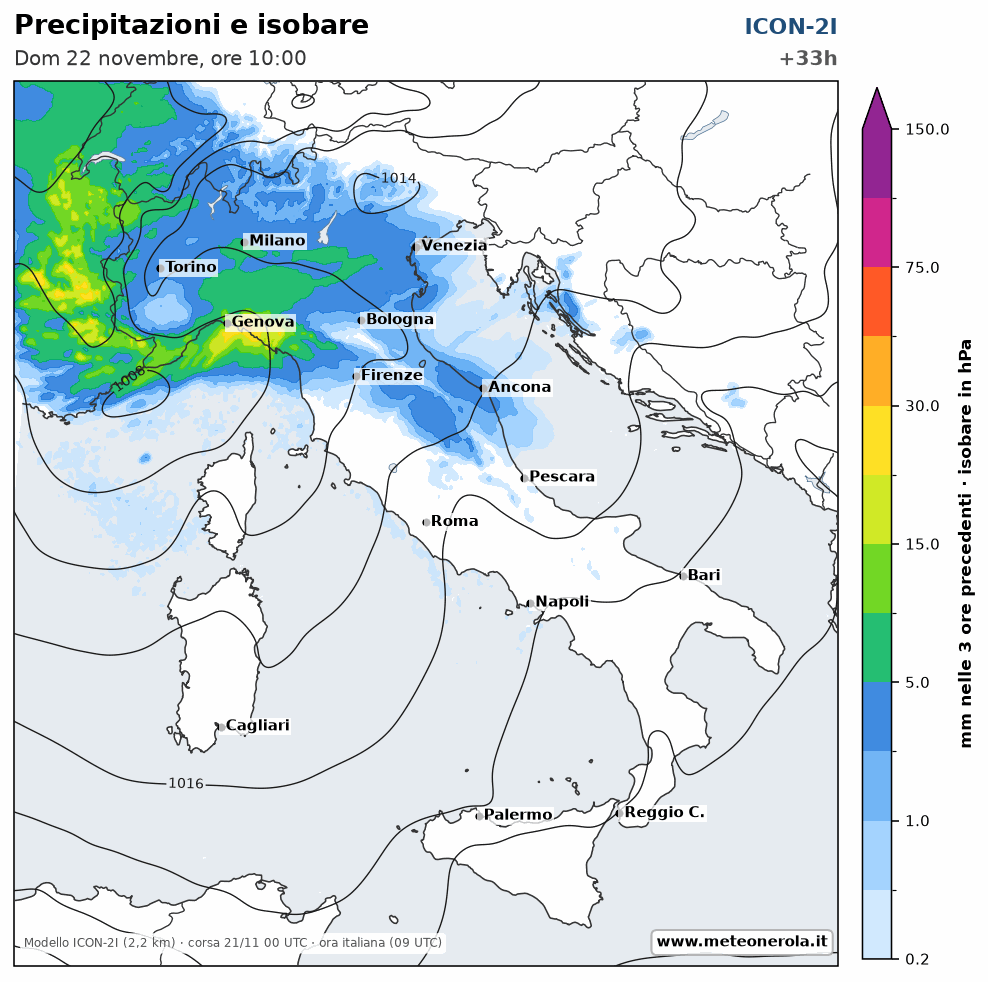 Precipitazioni e isobare
ICON-2I
Dom 22 novembre, ore 10:00
+33h
1014
Milano
Venezia
Torino
Genova
Bologna
Firenze
1008
Ancona
Pescara
Roma
Bari
Napoli
Cagliari
1016
Palermo
Reggio C.
Modello ICON-2I (2,2 km) · corsa 21/11 00 UTC · ora italiana (09 UTC)
www.meteonerola.it
150.0
75.0
30.0
15.0
5.0
1.0
0.2
mm nelle 3 ore precedenti · isobare in hPa